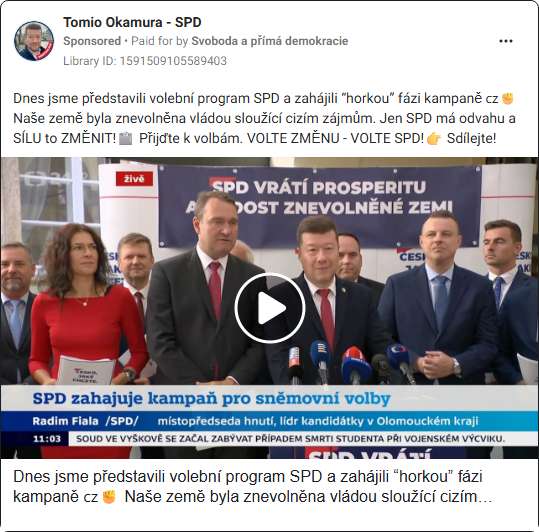 Tomio Okamura - SPD
Sponsored • Paid for by Svoboda a přímá demokracie
Library ID: 1591509105589403
Dnes jsme představili volební program SPD a zahájili “horkou” fázi kampaně cz✊
Naše země byla znevolněna vládou sloužící cizím zájmům. Jen SPD má odvahu a
SÍLU to ZMĚNIT! Přijďte k volbám. VOLTE ZMĚNU - VOLTE SPD!👉 Sdílejte!
živě
SPD VRÁTÍ PROSPERITU
DOST ZNEVOLNĚNÉ ZEMI
ČESKO,
JAKÉ
CHCETE.
SPD zahajuje kampaň pro sněmovní volby
Radim Fiala /SPD/ místopředseda hnutí, lídr kandidátky v Olomouckém kraji
11:03 SOUD VE VYŠKOVĚ SE ZAČAL ZABÝVAT PŘÍPADEM SMRTI STUDENTA PŘI VOJENSKÉM VÝCVIKU.
SPD VRÁTÍ
Dnes jsme představili volební program SPD a zahájili “horkou” fázi
kampaně cz✊ Naše země byla znevolněna vládou sloužící cizím…